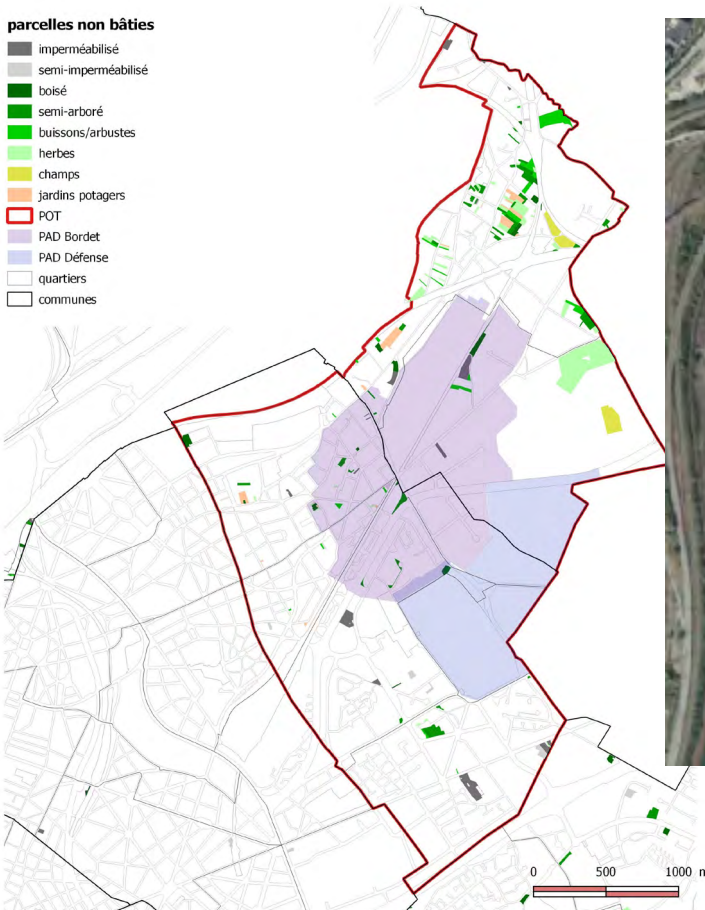 parcelles non bâties
imperméabilisé
semi-imperméabilisé
boisé
semi-arboré
buissons/arbustes
herbes
champs
jardins potagers
POT
PAD Bordet
PAD Défense
quartiers
communes
0 500 1000 m